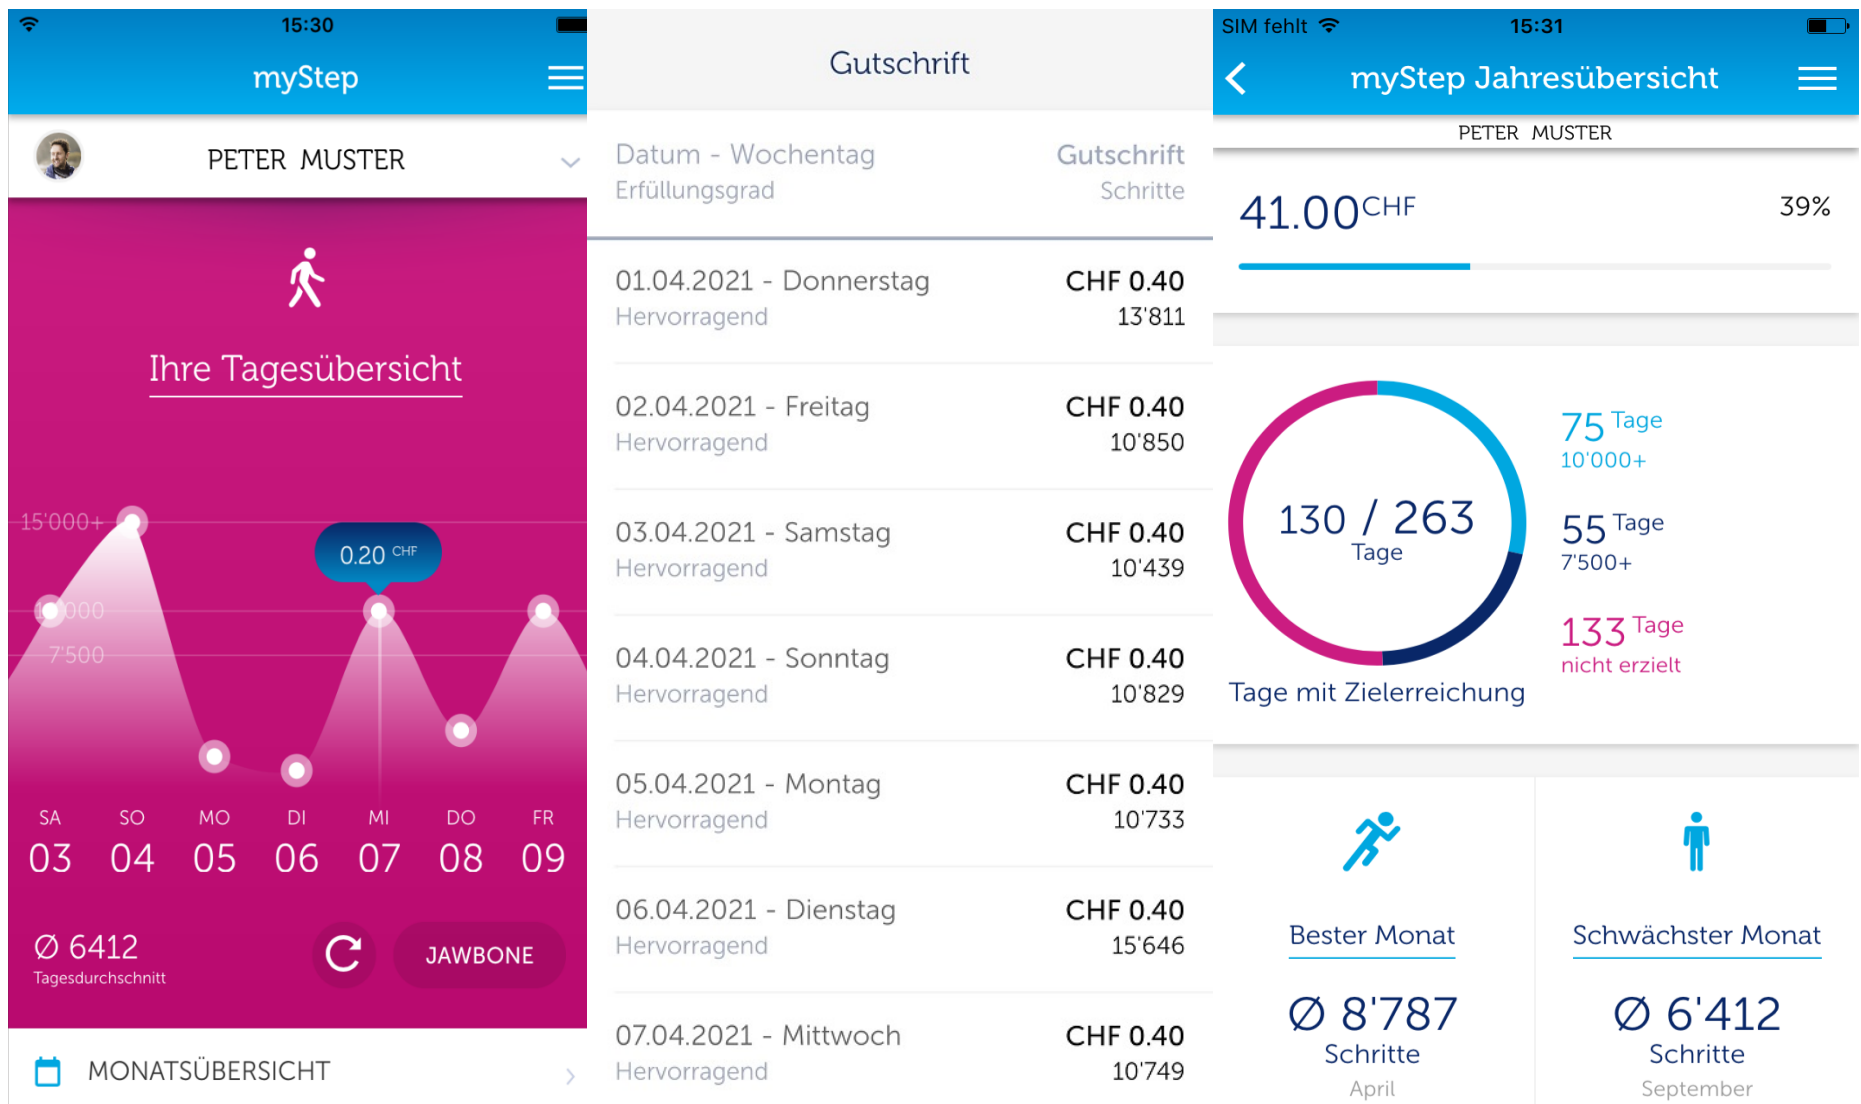 15:30
myStep
PETER MUSTER
Ihre Tagesübersicht
15'000+
0.20 CHF
7'500
SA SO MO DI MI DO FR
03 04 05 06 07 08 09
Ø 6412
Tagesdurchschnitt
JAWBONE
MONATSÜBERSICHT
Gutschrift
Datum - Wochentag Gutschrift
Erfüllungsgrad Schritte
01.04.2021 - Donnerstag CHF 0.40
Hervorragend 13'811
02.04.2021 - Freitag CHF 0.40
Hervorragend 10'850
03.04.2021 - Samstag CHF 0.40
Hervorragend 10'439
04.04.2021 - Sonntag CHF 0.40
Hervorragend 10'829
05.04.2021 - Montag CHF 0.40
Hervorragend 10'733
06.04.2021 - Dienstag CHF 0.40
Hervorragend 15'646
07.04.2021 - Mittwoch CHF 0.40
Hervorragend 10'749
SIM fehlt 15:31
myStep Jahresübersicht
PETER MUSTER
41.00 CHF 39%
130 / 263
Tage
Tage mit Zielerreichung
75 Tage
10'000+
55 Tage
7'500+
133 Tage
nicht erzielt
Bester Monat
Ø 8'787
Schritte
April
Schwächster Monat
Ø 6'412
Schritte
September